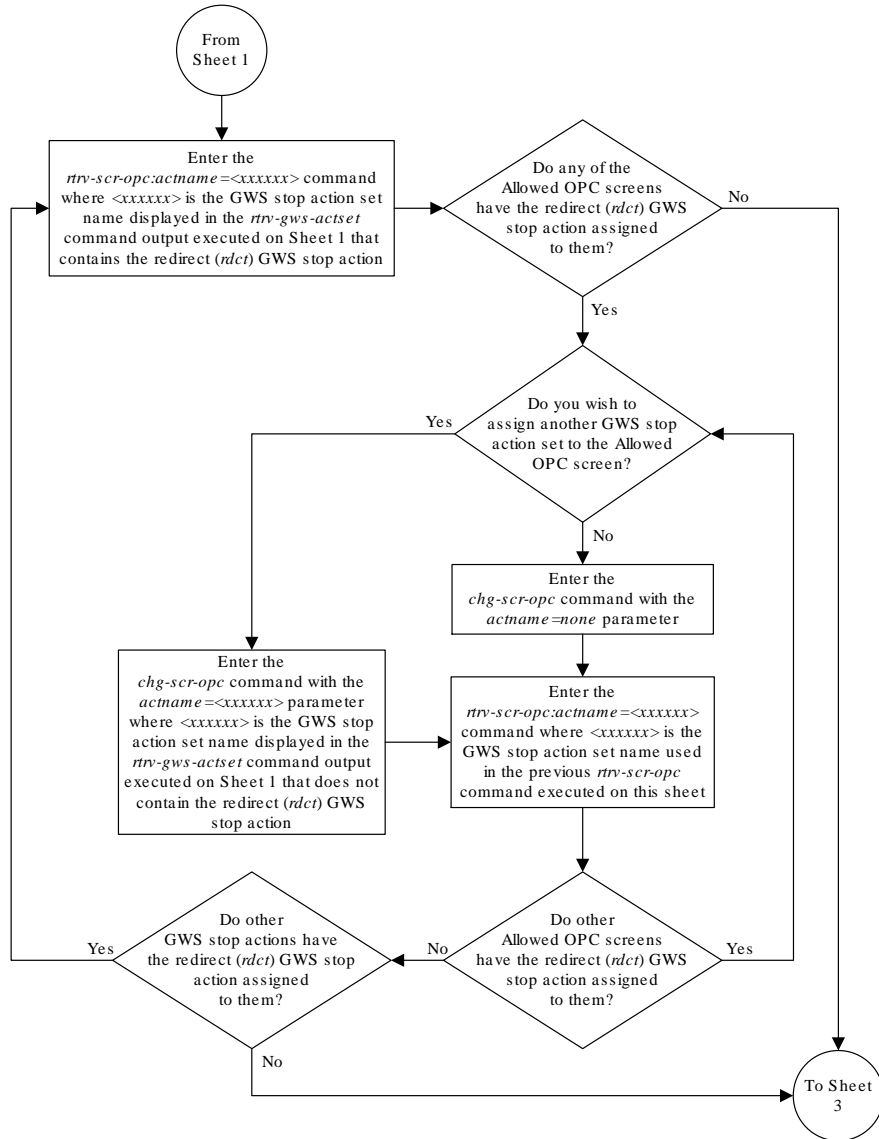 From
Sheet 1
Enter the
rtrv-scr-opc:actname=<xxxxxx> command
where <xxxxxx> is the GWS stop action set
name displayed in the rtrv-gws-actset
command output executed on Sheet 1 that
contains the redirect (rdct) GWS stop action
Do any of the
Allowed OPC screens
have the redirect (rdct) GWS
stop action assigned
to them?
No
Yes
Do you wish to
assign another GWS stop
action set to the Allowed
OPC screen?
Yes
No
Enter the
chg-scr-opc command with the
actname=none parameter
Enter the
chg-scr-opc command with the
actname=<xxxxxx> parameter
where <xxxxxx> is the GWS stop
action set name displayed in the
rtrv-gws-actset command output
executed on Sheet 1 that does not
contain the redirect (rdct) GWS
stop action
Enter the
rtrv-scr-opc:actname=<xxxxxx>
command where <xxxxxx> is the
GWS stop action set name used
in the previous rtrv-scr-opc
command executed on this sheet
Do other
Allowed OPC screens
have the redirect (rdct) GWS
stop action assigned
to them?
Yes
No
Do other
GWS stop actions have
the redirect (rdct) GWS stop
action assigned
to them?
Yes
No
To Sheet
3